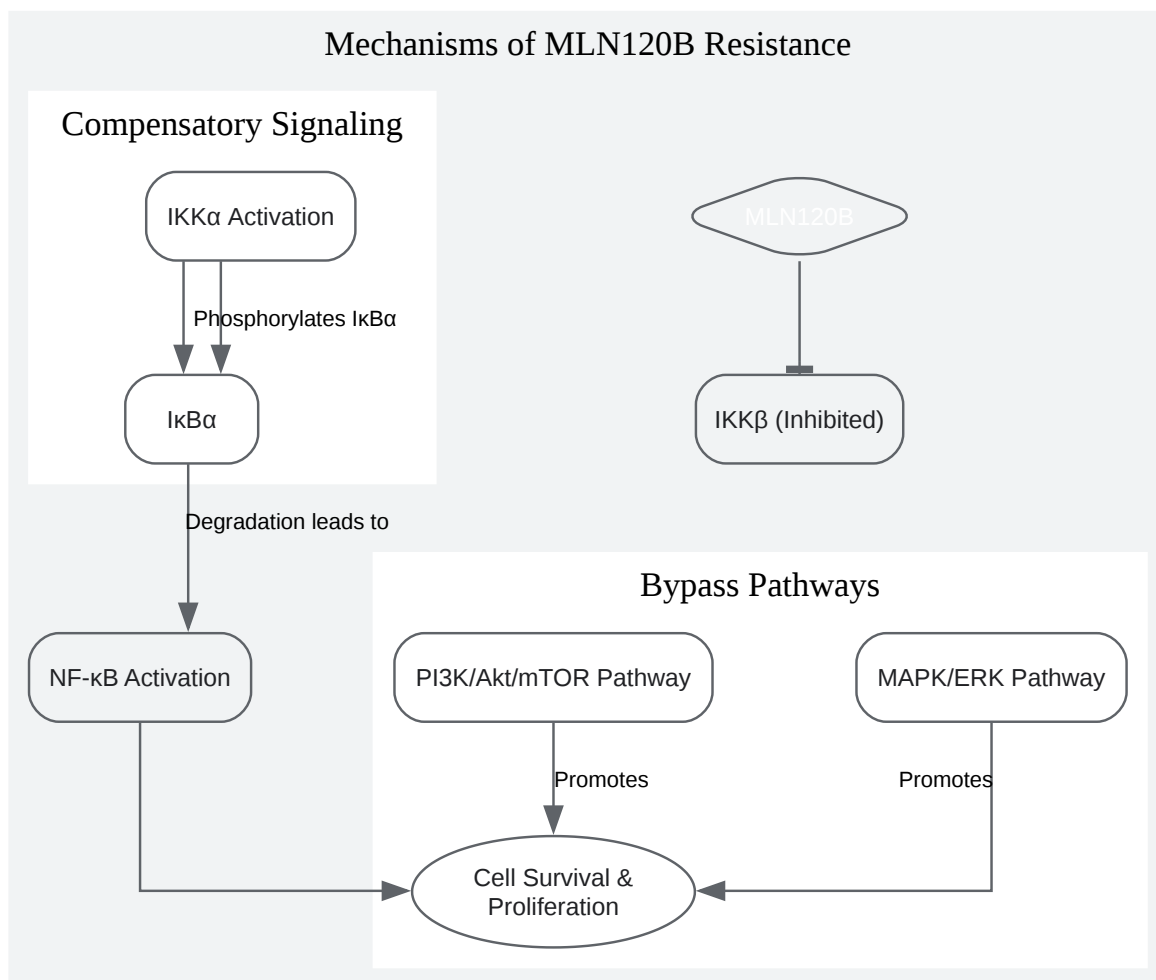 Mechanisms of MLN120B Resistance
Compensatory Signaling
IKKα Activation
MLN120B
Phosphorylates IκBα
IκBα
IKKβ (Inhibited)
Degradation leads to
Bypass Pathways
NF-κB Activation
PI3K/Akt/mTOR Pathway
MAPK/ERK Pathway
Promotes
Promotes
Cell Survival &
Proliferation